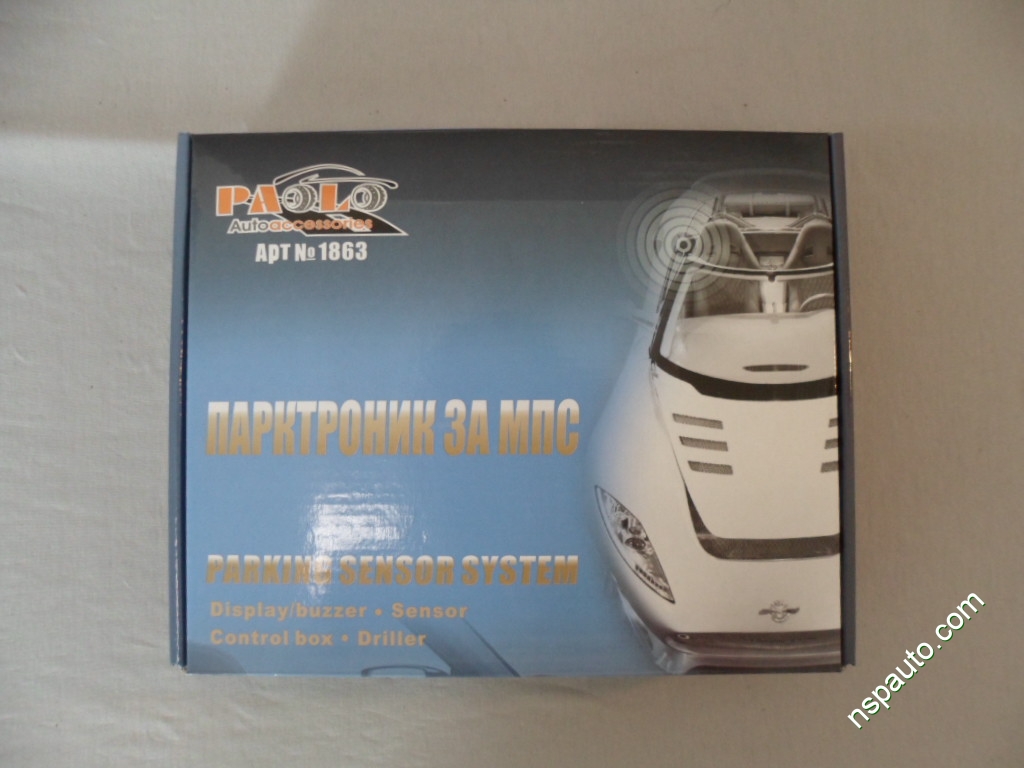 PAOLO
Autoaccessories
Арт № 1863
ПАРКТРОНИК ЗА МПС
PARKING SENSOR SYSTEM
Display/buzzer • Sensor
Control box • Driller
nspauto.com